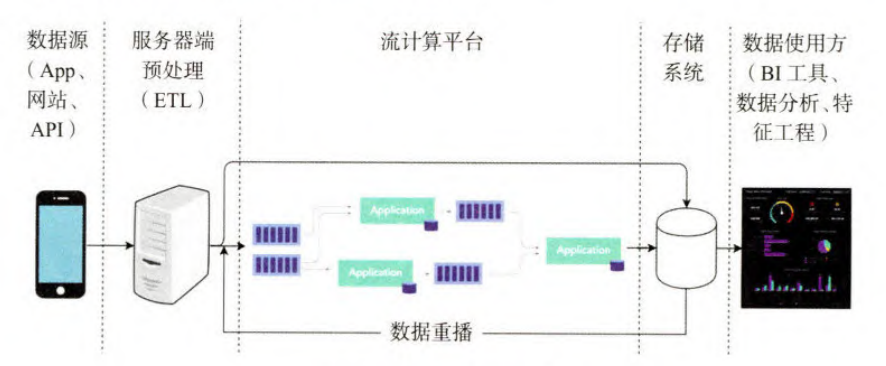 数据源
（App、
网站、
API）
服务器端
预处理
（ETL）
流计算平台
存储
系统
数据使用方
（BI 工具、
数据分析、特
征工程）
Application
Application
Application
数据重播